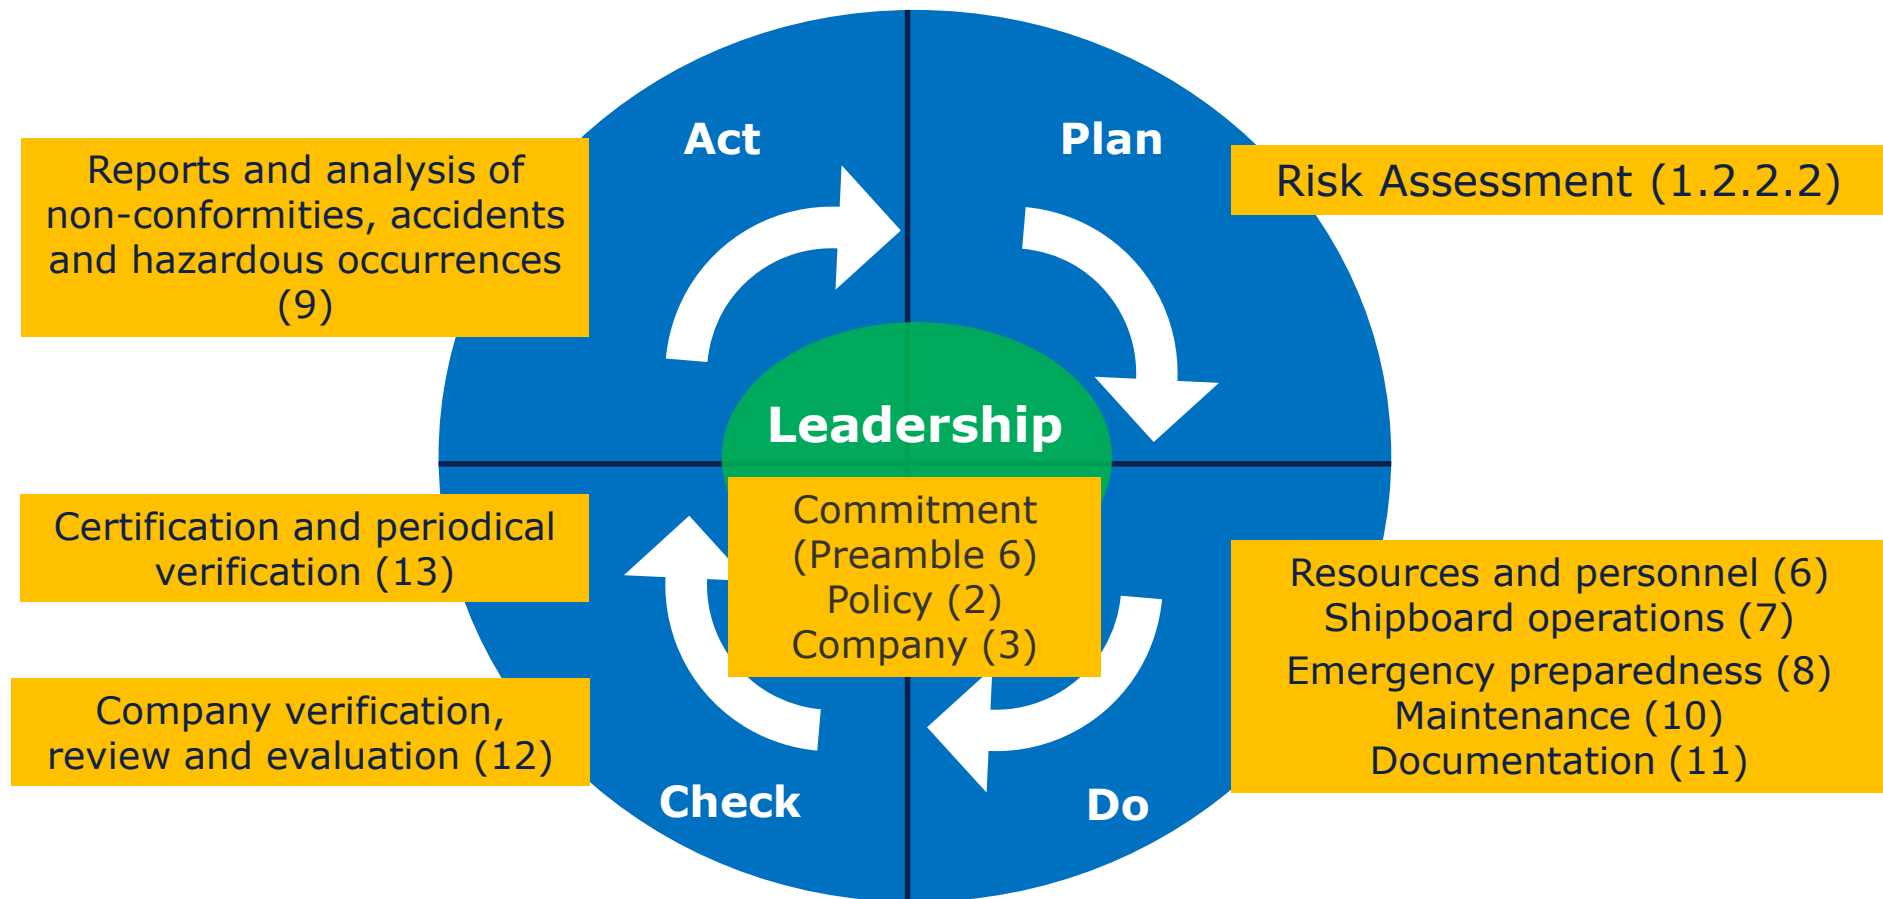 Act
Plan
Reports and analysis of
non-conformities, accidents
and hazardous occurrences
(9)
Risk Assessment (1.2.2.2)
Leadership
Commitment
(Preamble 6)
Policy (2)
Company (3)
Certification and periodical
verification (13)
Company verification,
review and evaluation (12)
Resources and personnel (6)
Shipboard operations (7)
Emergency preparedness (8)
Maintenance (10)
Documentation (11)
Check
Do